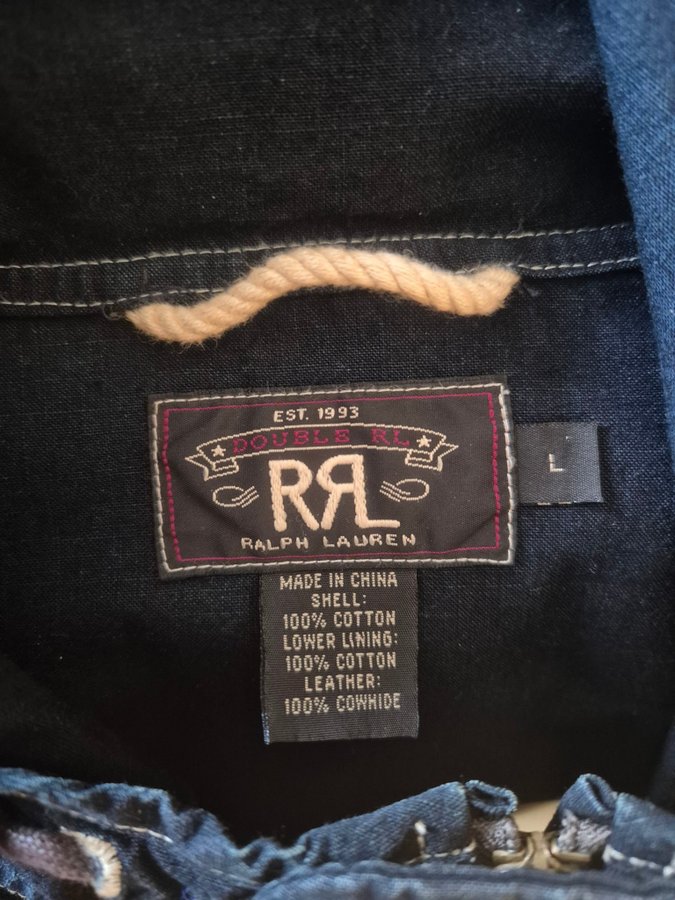 EST. 1993
DOUBLE RL
RRL
RALPH LAUREN
L
MADE IN CHINA
SHELL:
100% COTTON
LOWER LINING:
100% COTTON
LEATHER:
100% COWHIDE